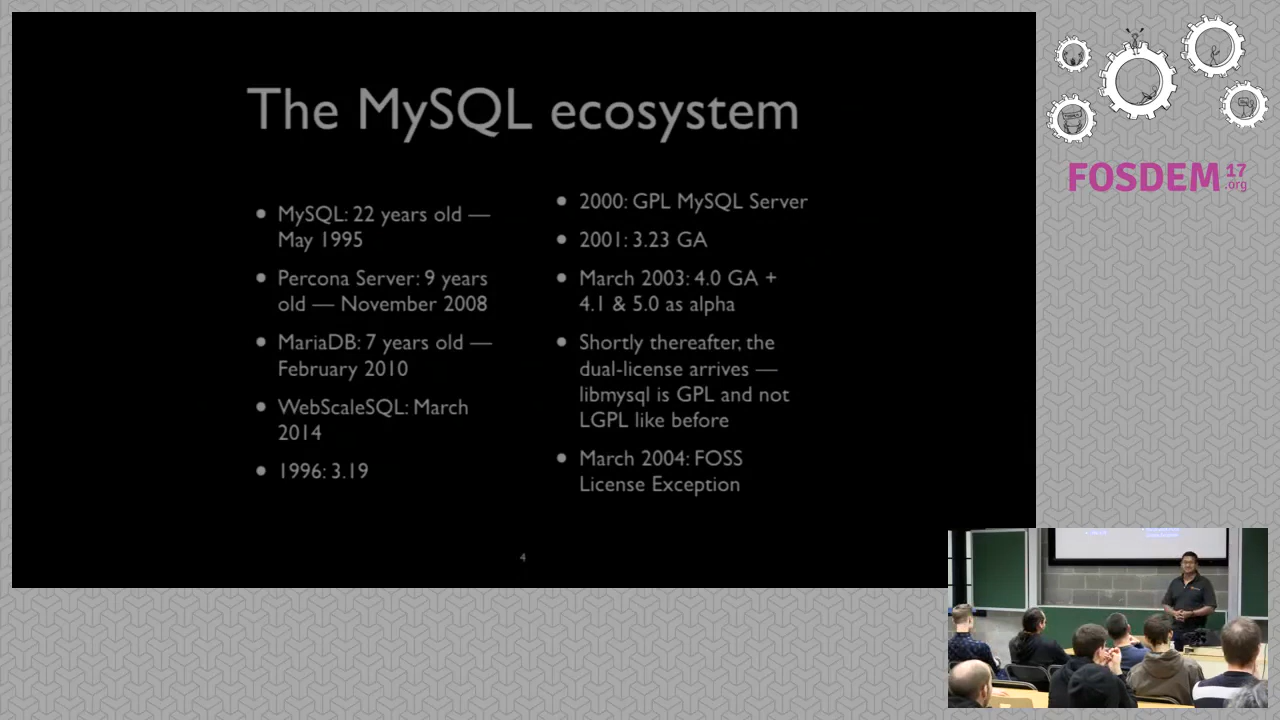 The MySQL ecosystem
• MySQL: 22 years old —
May 1995
• Percona Server: 9 years
old — November 2008
• MariaDB: 7 years old —
February 2010
• WebScaleSQL: March
2014
• 1996: 3.19
• 2000: GPL MySQL Server
• 2001: 3.23 GA
• March 2003: 4.0 GA +
4.1 & 5.0 as alpha
• Shortly thereafter, the
dual-license arrives —
libmysql is GPL and not
LGPL like before
• March 2004: FOSS
License Exception
4
FOSDEM 17
.org